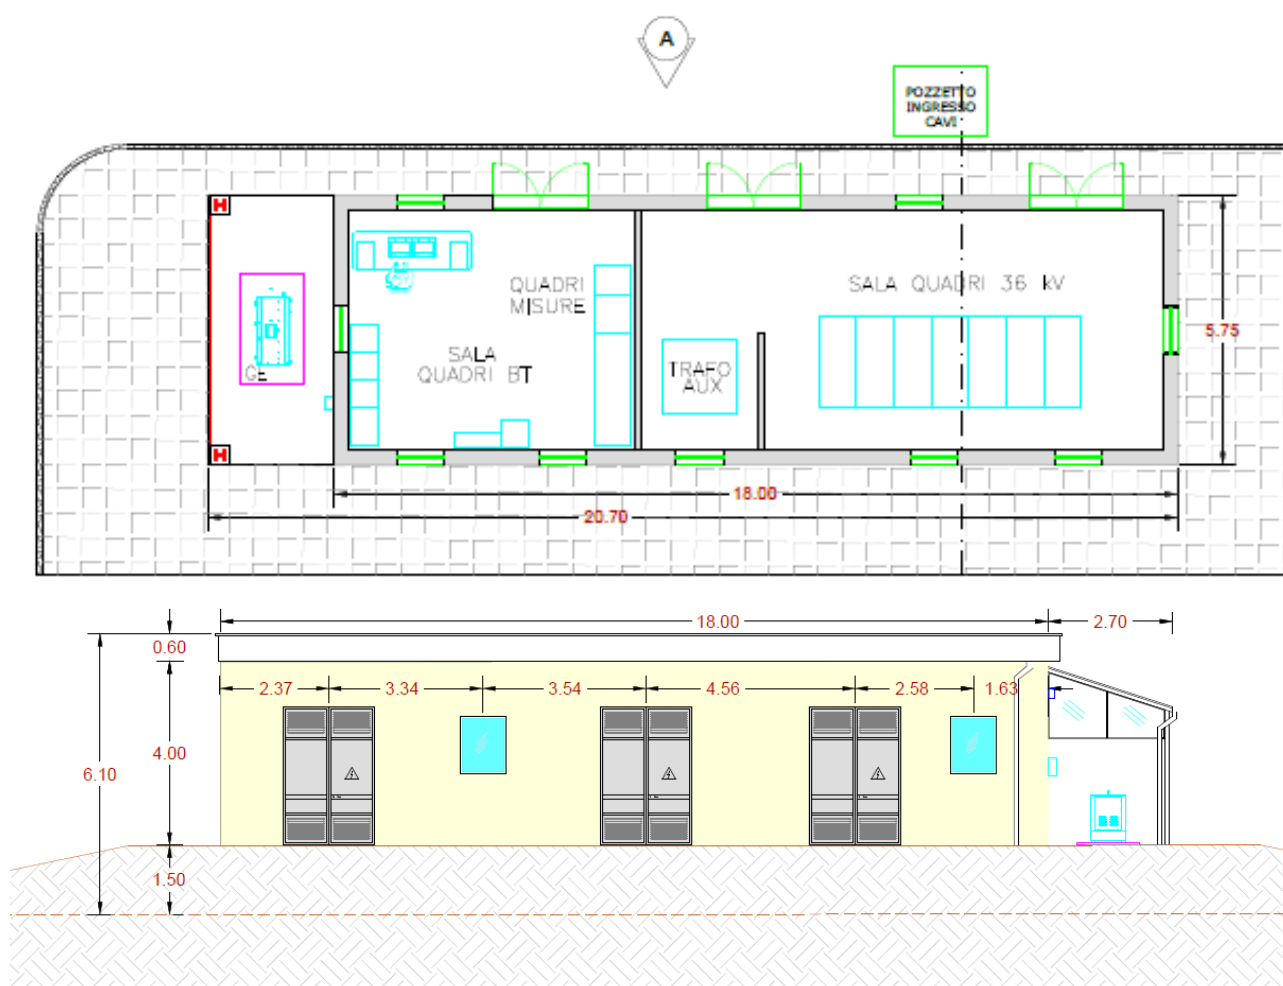 A
POZZETTO
INGRESSO
CAVI
H
QUADRI
MISURE
SALA QUADRI 36 kV
5.75
SALA
QUADRI BT
TRAFO
AUX
GE
H
18.00
20.70
18.00
2.70
0.60
2.37
3.34
3.54
4.56
2.58
1.63
4.00
6.10
1.50